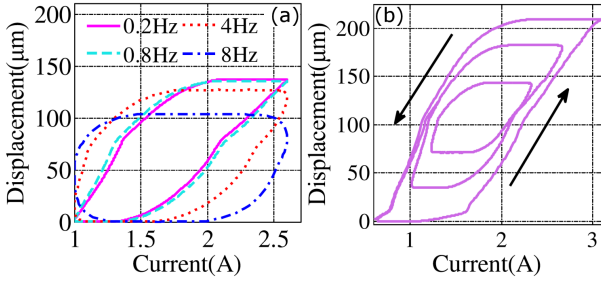 (a)
0.2Hz 4Hz
0.8Hz 8Hz
Displacement(μm)
200
150
100
50
0
1 1.5 2 2.5
Current(A)
(b)
Displacement(μm)
200
150
100
50
0
1 2 3
Current(A)